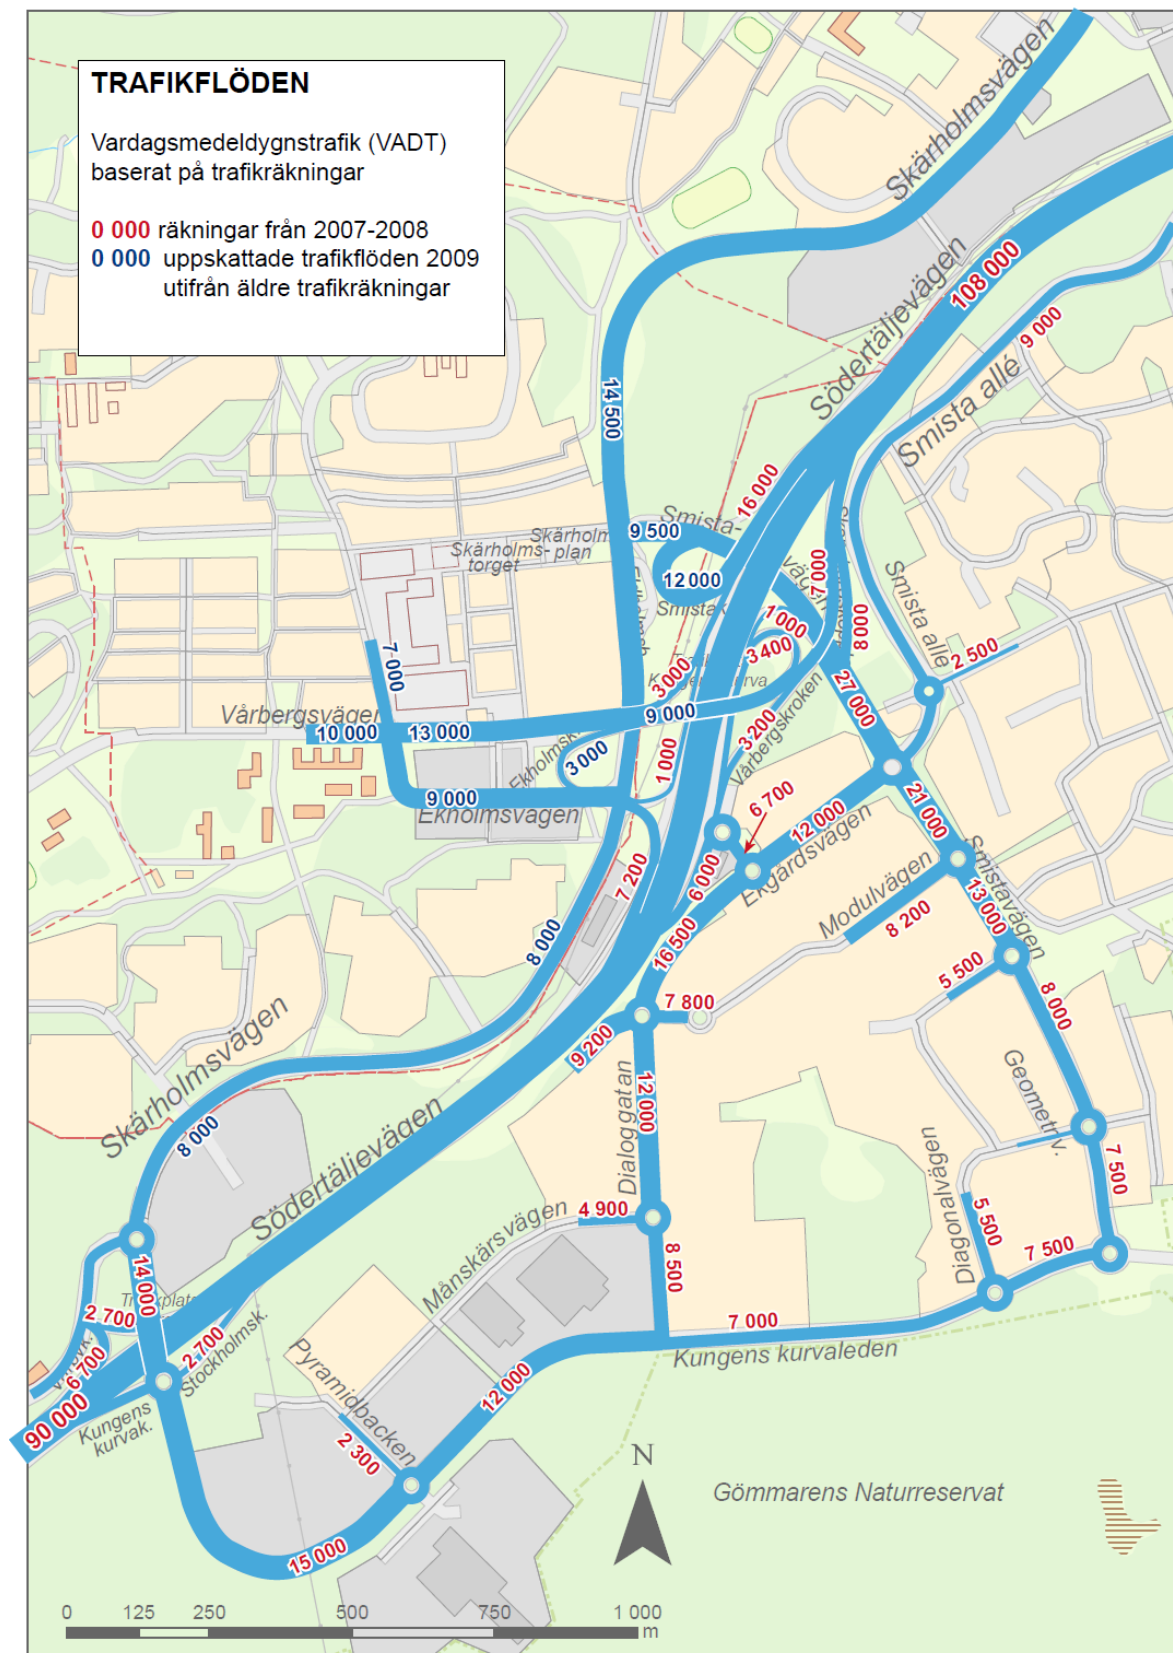 TRAFIKFLÖDEN
Vardagsmedeldygnstrafik (VADT)
baserat på trafikräkningar
0 000 räkningar från 2007-2008
0 000 uppskattade trafikflöden 2009
utifrån äldre trafikräkningar
Skärholmsvägen
Södertäljevägen
108 000
9 000
Smista allé
14 500
16 000
9 500
Smista-
vägen
Skärholms-
torget
plan
12 000
7 000
8 000
Smista allé
2 500
1 000
3 400
3 000
7 000
27 000
Vårbergsvägen
10 000
13 000
9 000
3 200
Vårbergskroken
3 000
1 000
Ekholmsk.
9 000
Ekholmsvägen
6 700
12 000
21 000
Ekgårdsvägen
6 000
7 200
Modulvägen
8 200
Smistavägen
13 000
8 000
16 500
5 500
7 800
8 000
9 200
Skärholmsvägen
8 000
Södertäljevägen
Dialoggatan
12 000
Geometriv.
7 500
Diagonalvägen
5 500
7 500
Månskärsvägen
4 900
8 500
14 000
2 700
2 700
Stockholmsk.
6 700
90 000
Kungens
kurvak.
7 000
Kungens kurvaleden
12 000
Pyramidbacken
2 300
15 000
N
Gömmarens Naturreservat
0 125 250 500 750 1 000
m